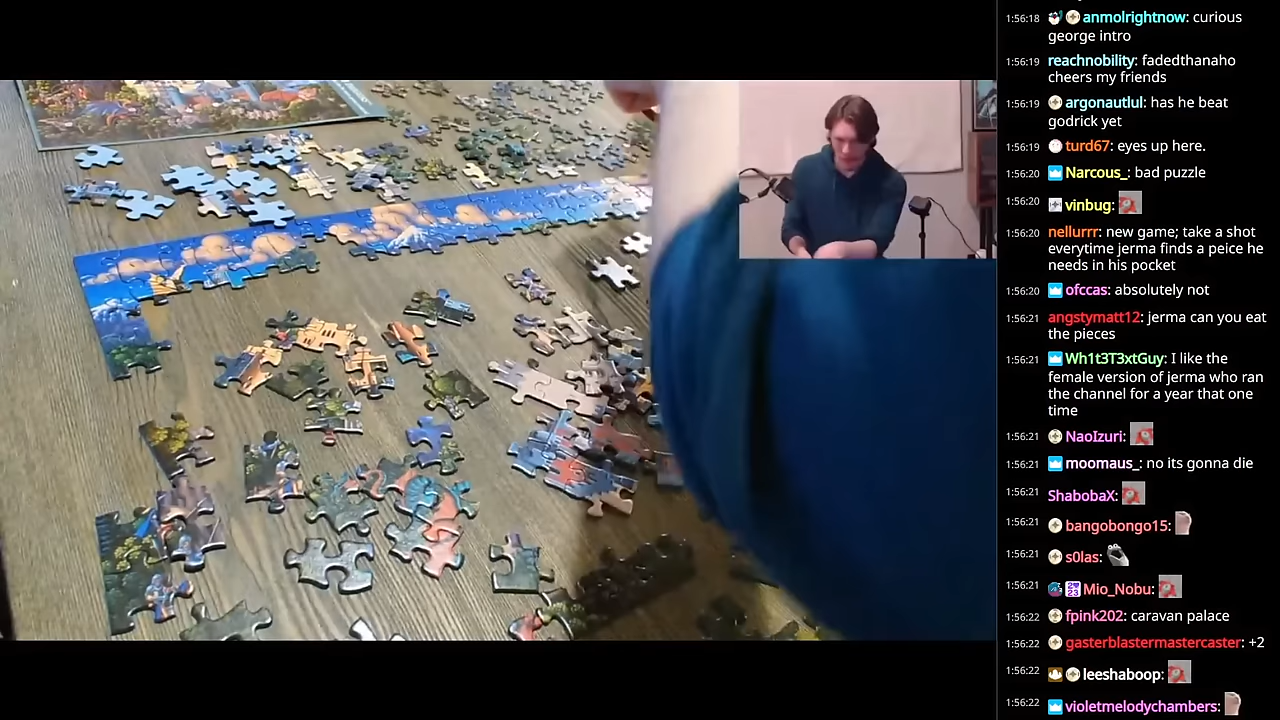 1:56:18 anmolrightnow: curious
george intro
1:56:19 reachnobility: fadedthanaho
cheers my friends
1:56:19 argonautlul: has he beat
godrick yet
1:56:19 turd67: eyes up here.
1:56:20 Narcous_: bad puzzle
1:56:20 vinbug:
1:56:20 nellurrr: new game; take a shot
everytime jerma finds a peice he
needs in his pocket
1:56:20 ofccas: absolutely not
1:56:21 angstymatt12: jerma can you eat
the pieces
1:56:21 Wh1t3T3xtGuy: I like the
female version of jerma who ran
the channel for a year that one
time
1:56:21 NaoIzuri:
1:56:21 moomaus_: no its gonna die
1:56:21 ShabobaX:
1:56:21 bangobongo15:
1:56:21 s0las:
1:56:21 Mio_Nobu:
1:56:22 fpink202: caravan palace
1:56:22 gasterblastermastercaster: +2
1:56:22 leeshaboop:
1:56:22 violetmelodychambers: